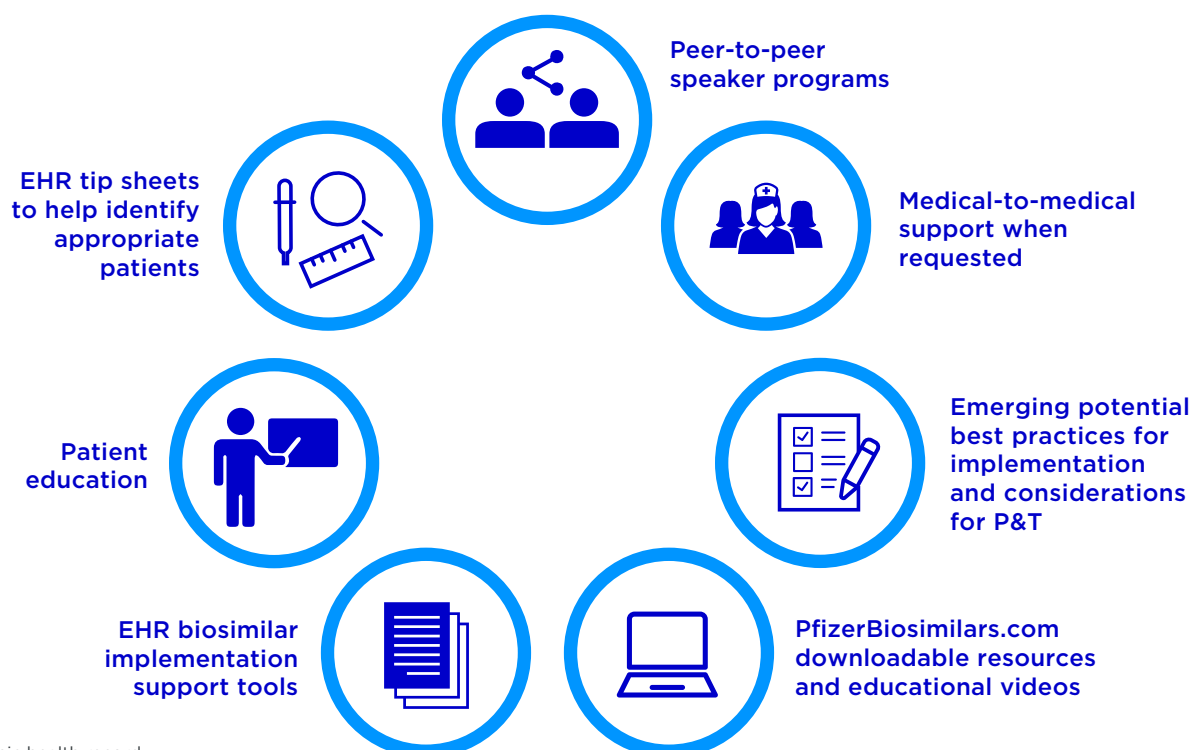 Peer-to-peer
speaker programs
Medical-to-medical
support when
requested
Emerging potential
best practices for
implementation
and considerations
for P&T
PfizerBiosimilars.com
downloadable resources
and educational videos
EHR biosimilar
implementation
support tools
Patient
education
EHR tip sheets
to help identify
appropriate
patients